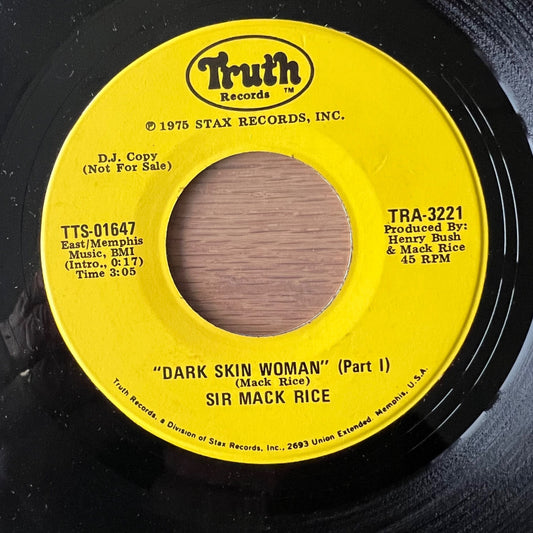 Truth
Records ™
℗ 1975 STAX RECORDS, INC.
D.J. Copy
(Not For Sale)
TTS-01647
East/Memphis
Music, BMI
(Intro., 0:17)
Time 3:05
TRA-3221
Produced By:
Henry Bush
& Mack Rice
45 RPM
"DARK SKIN WOMAN" (Part I)
(Mack Rice)
SIR MACK RICE
Truth Records, a Division of Stax Records, Inc., 2693 Union Extended, Memphis, U.S.A.